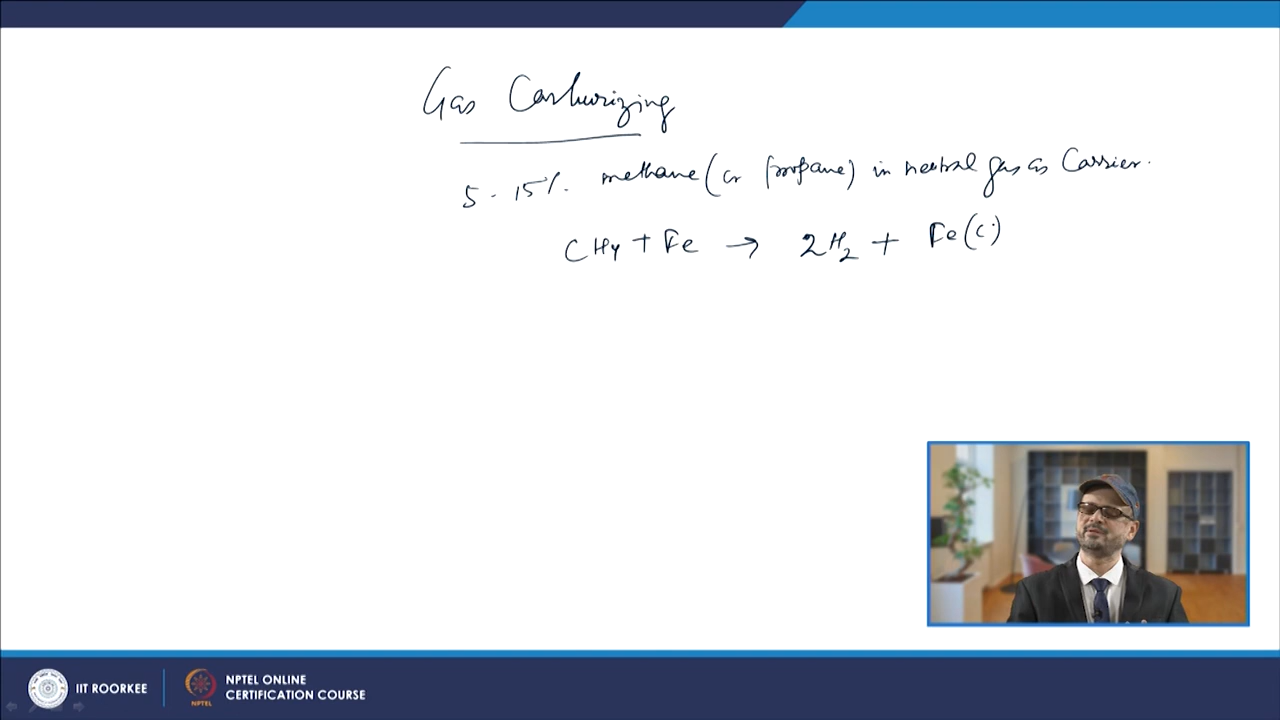 Gas Carburizing
5-15% methane (or propane) in neutral gas as Carrier.
CH4 + Fe → 2H2 + Fe(C)
IIT ROORKEE
NPTEL
NPTEL ONLINE
CERTIFICATION COURSE